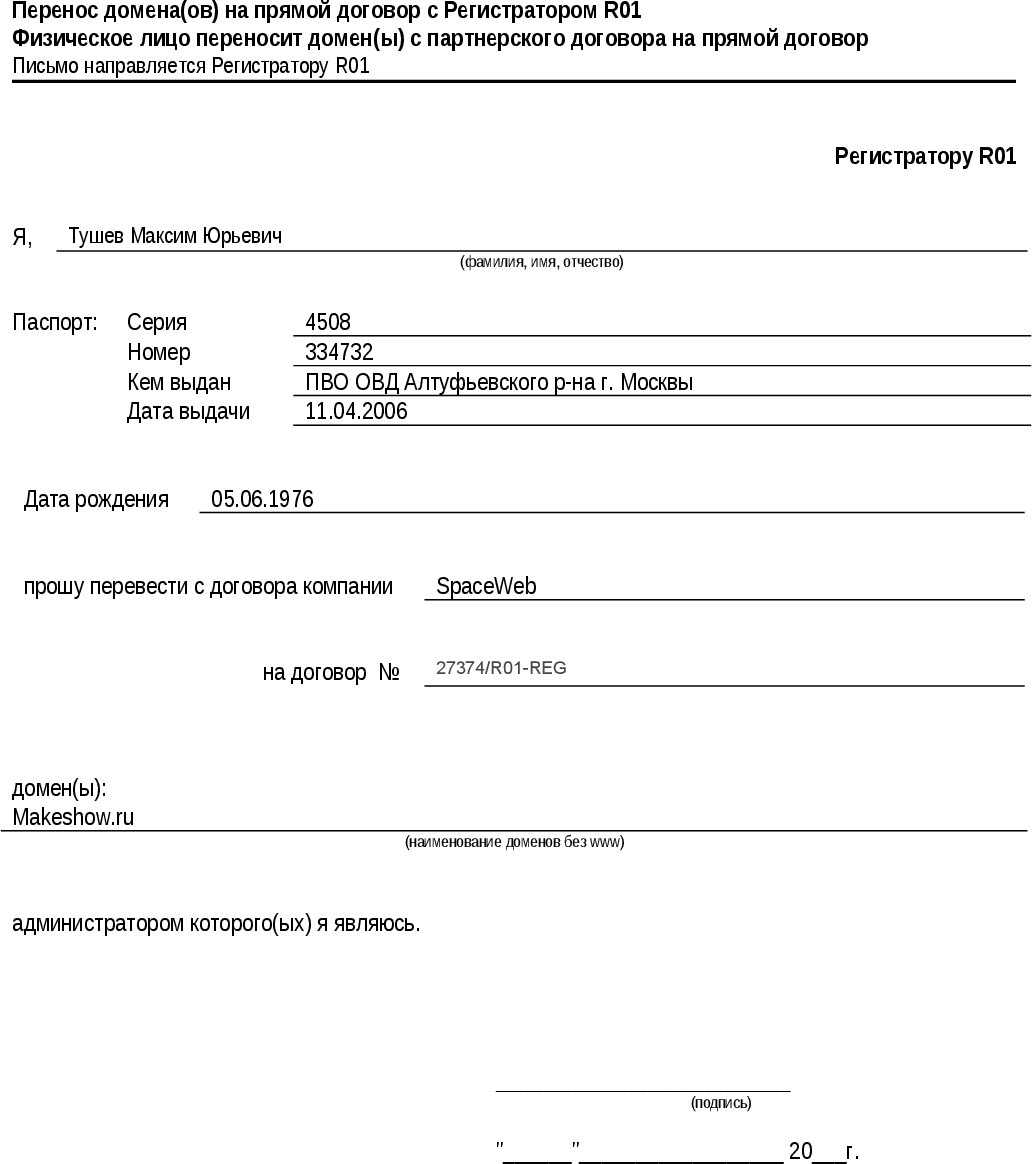 Перенос домена(ов) на прямой договор с Регистратором R01
Физическое лицо переносит домен(ы) с партнерского договора на прямой договор
Письмо направляется Регистратору R01
Регистратору R01
Я, Тушев Максим Юрьевич
(фамилия, имя, отчество)
Паспорт: Серия 4508
Номер 334732
Кем выдан ПВО ОВД Алтуфьевского р-на г. Москвы
Дата выдачи 11.04.2006
Дата рождения 05.06.1976
прошу перевести с договора компании SpaceWeb
на договор № 27374/R01-REG
домен(ы):
Makeshow.ru
(наименование доменов без www)
администратором которого(ых) я являюсь.
(подпись)
"______"__________________ 20___г.